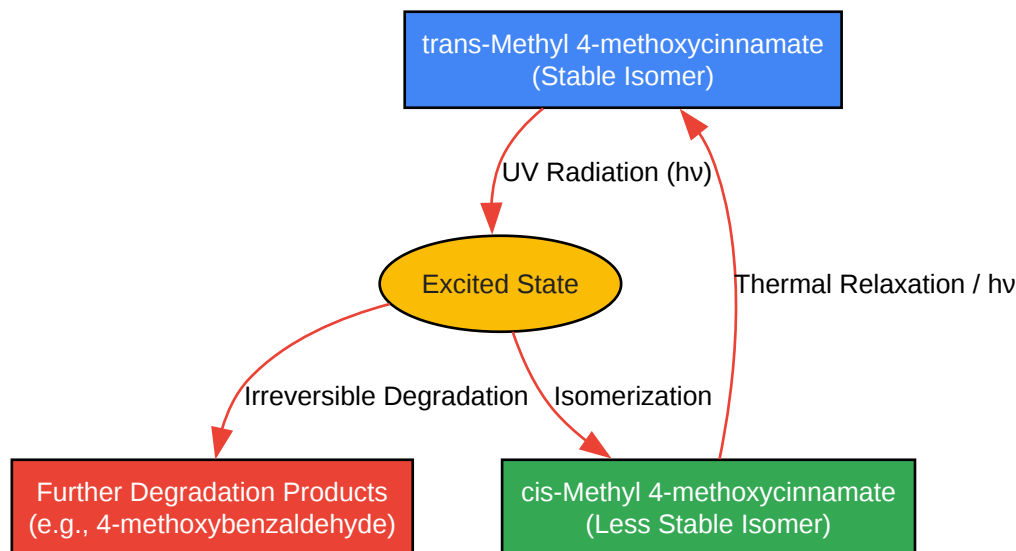 trans-Methyl 4-methoxycinnamate
(Stable Isomer)
UV Radiation (hν)
Excited State
Thermal Relaxation / hν
Irreversible Degradation
Isomerization
Further Degradation Products
(e.g., 4-methoxybenzaldehyde)
cis-Methyl 4-methoxycinnamate
(Less Stable Isomer)